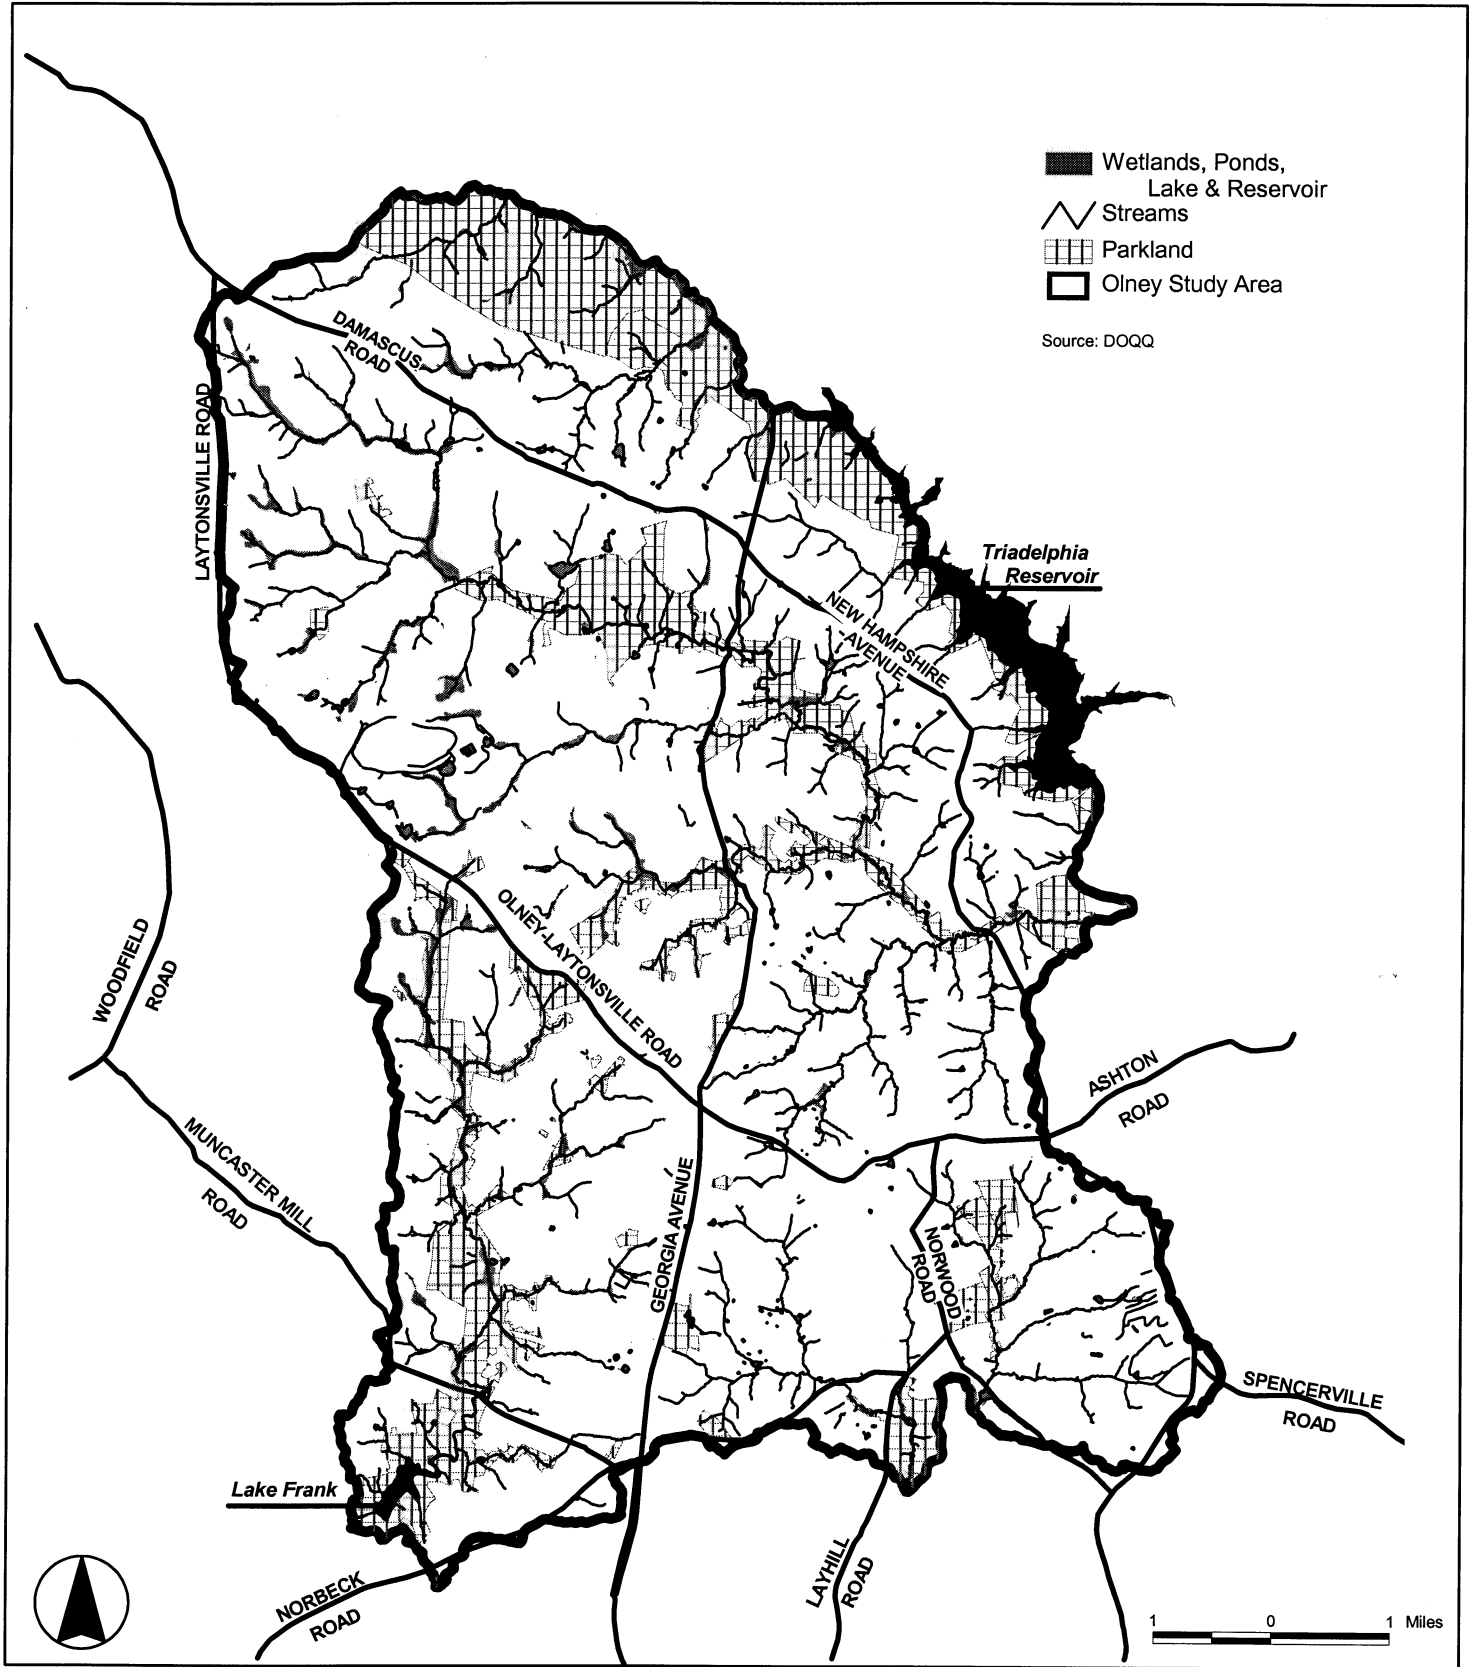 Wetlands, Ponds,
Lake & Reservoir
Streams
Parkland
Olney Study Area
Source: DOQQ
DAMASCUS
ROAD
LAYTONSVILLE ROAD
Triadelphia
Reservoir
NEW HAMPSHIRE
AVENUE
WOODFIELD
ROAD
OLNEY-LAYTONSVILLE ROAD
ASHTON
ROAD
MUNCASTER MILL
ROAD
GEORGIA AVENUE
NORWOOD
ROAD
SPENCERVILLE
ROAD
Lake Frank
LAYHILL
ROAD
NORBECK
ROAD
1 0 1 Miles